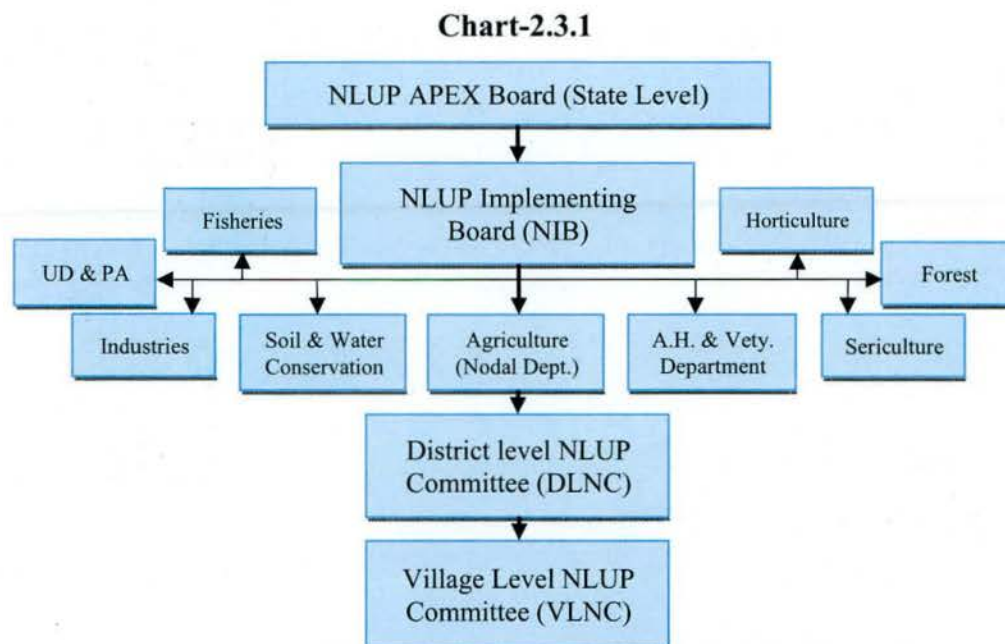 Chart-2.3.1
NLUP APEX Board (State Level)
NLUP Implementing
Board (NIB)
Fisheries
Horticulture
UD & PA
Forest
Industries
Soil & Water
Conservation
Agriculture
(Nodal Dept.)
A.H. & Vety.
Department
Sericulture
District level NLUP
Committee (DLNC)
Village Level NLUP
Committee (VLNC)